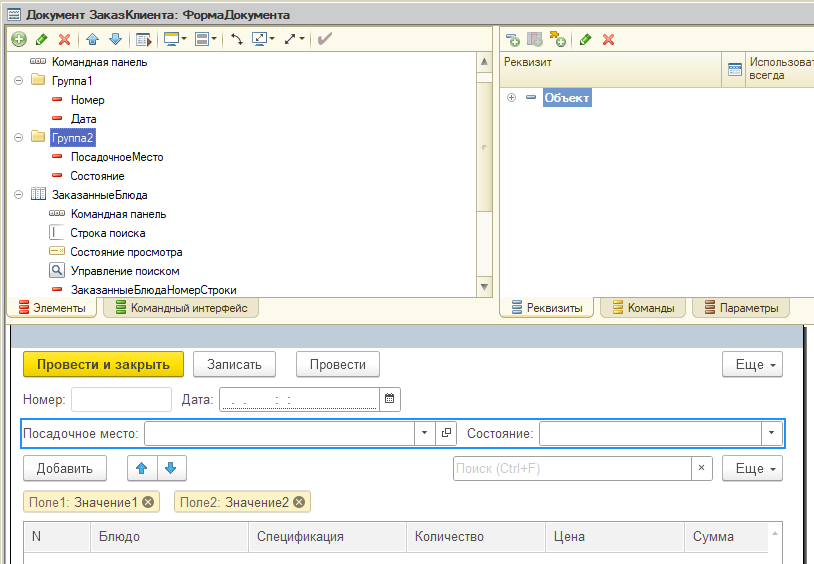 Документ ЗаказКлиента: ФормаДокумента
Командная панель
Группа1
Номер
Дата
Группа2
ПосадочноеМесто
Состояние
ЗаказанныеБлюда
Командная панель
Строка поиска
Состояние просмотра
Управление поиском
ЗаказанныеБлюдаНомерСтроки
Элементы
Командный интерфейс
Реквизит
Использоват
всегда
Объект
Реквизиты
Команды
Параметры
Провести и закрыть
Записать
Провести
Еще
Номер:
Дата: . . : :
Посадочное место:
Состояние:
Добавить
Поиск (Ctrl+F)
×
Еще
Поле1: Значение1
Поле2: Значение2
N
Блюдо
Спецификация
Количество
Цена
Сумма